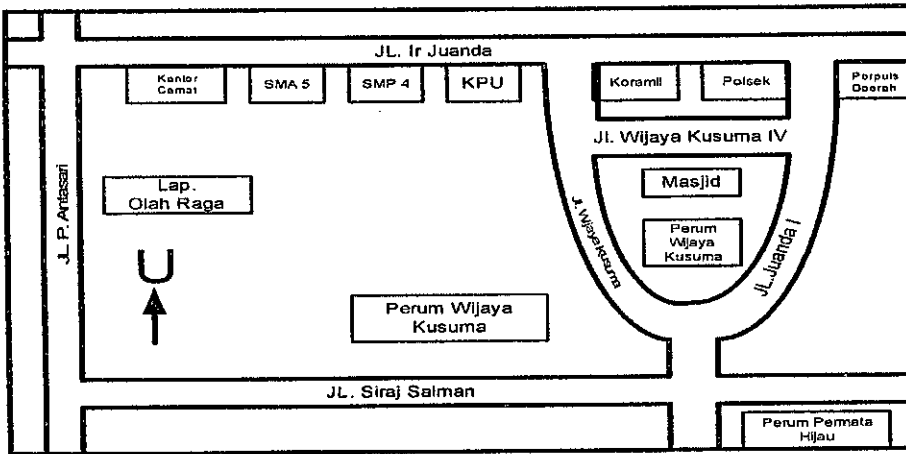 JL. Ir Juanda
Kantor
Camat
SMA 5
SMP 4
KPU
Koramil
Polsek
Perpuis
Daerah
Jl. Wijaya Kusuma IV
JL. P. Antasari
Lap.
Olah Raga
Masjid
Jl. Wijaya kusuma
Perum
Wijaya
Kusuma
JL.Juanda I
U
Perum Wijaya
Kusuma
JL. Siraj Salman
Perum Permata
Hijau